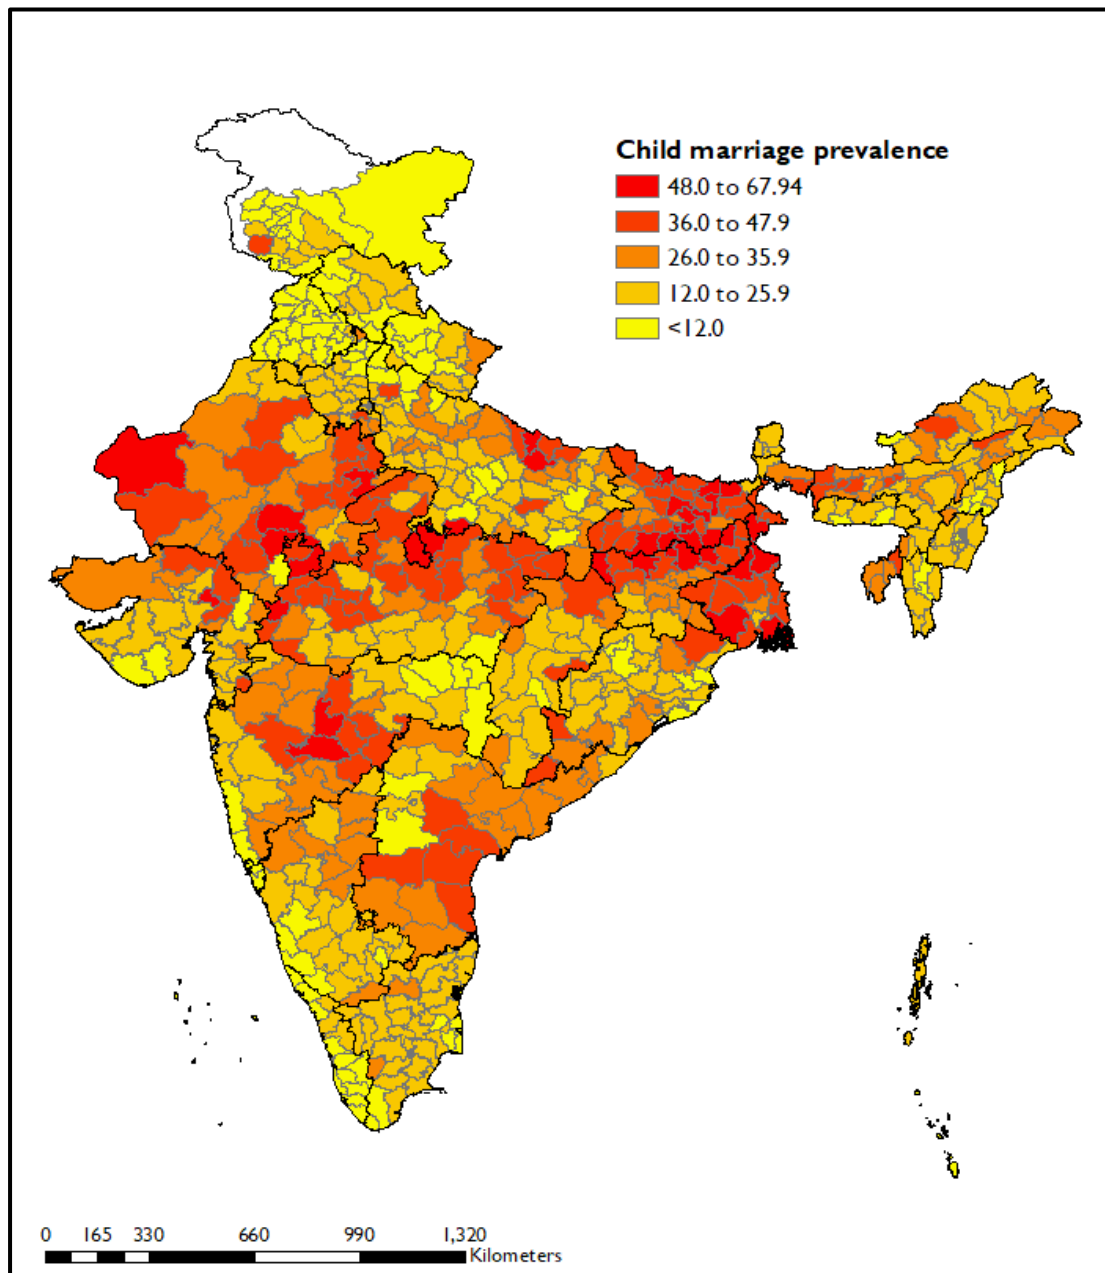 Child marriage prevalence
48.0 to 67.94
36.0 to 47.9
26.0 to 35.9
12.0 to 25.9
<12.0
0 165 330 660 990 1,320
Kilometers